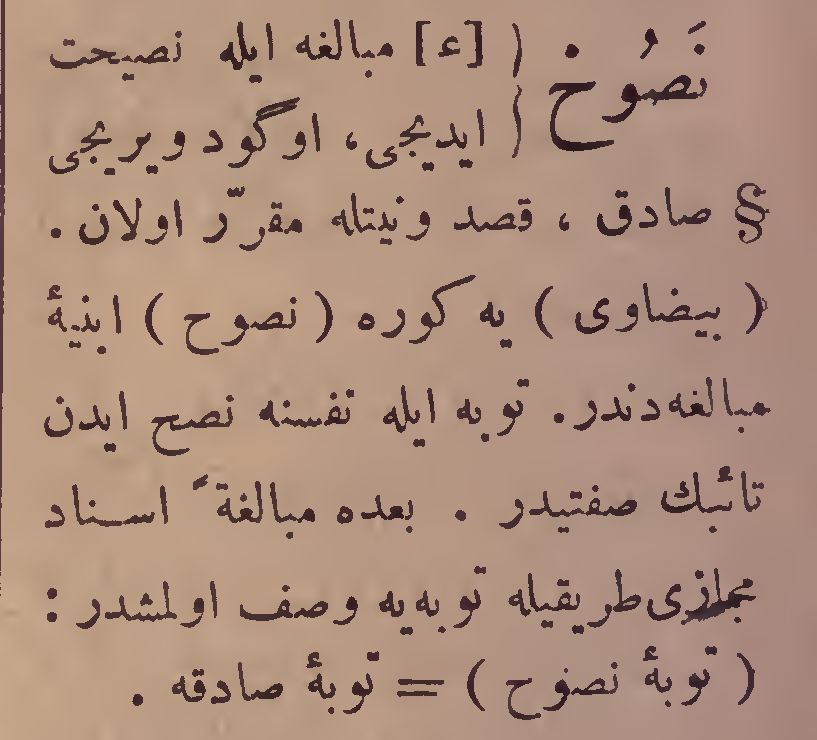 نَصُوخ ( [ء] مبالغه ايله نصيحت
( ايديجى، اوگود ويريجى
§ صادق ، قصد ونيتله مقرّر اولان .
( بيضاوى ) يه كوره ( نصوح ) ابنيۀ
مبالغه‌دندر. توبه ايله نفسنه نصح ايدن
تائبك صفتيدر . بعده مبالغةً اسناد
مجازى طريقيله توبه‌يه وصف اولمشدر :
( توبۀ نصوح ) = توبۀ صادقه .